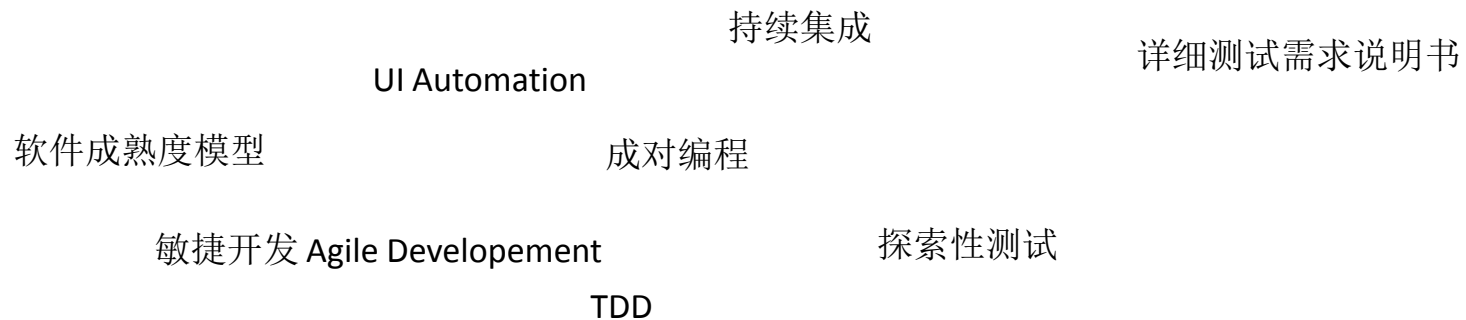 持续集成
详细测试需求说明书
UI Automation
软件成熟度模型
成对编程
敏捷开发 Agile Developement
探索性测试
TDD